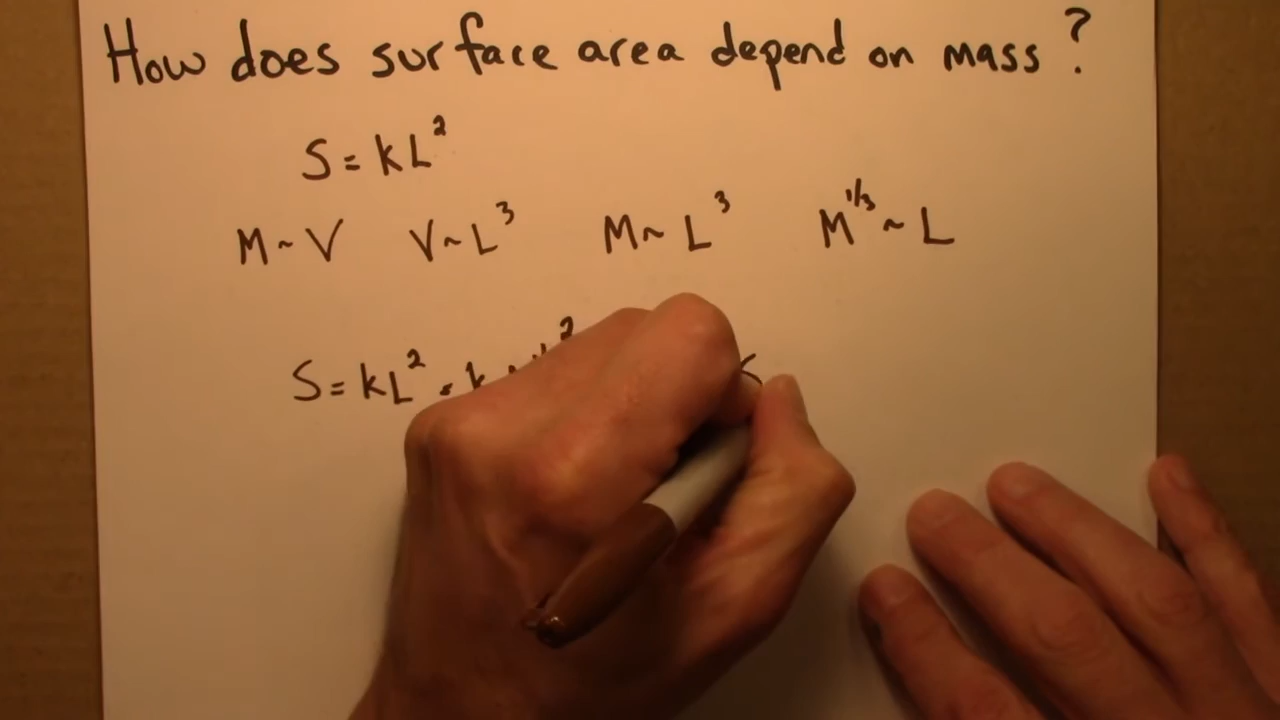 How does surface area depend on mass?
S = kL²
M ~ V V ~ L³ M ~ L³ M^1/3 ~ L
S = kL² = k